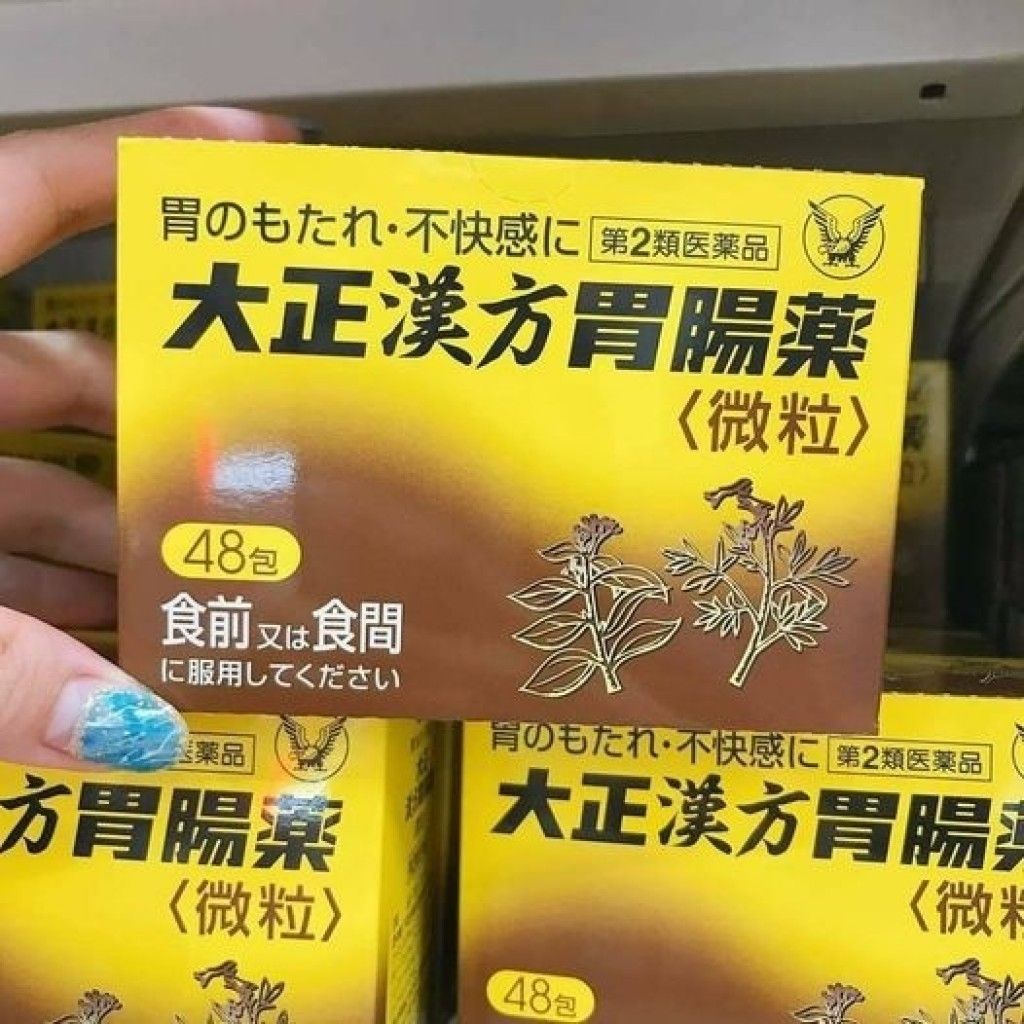 胃のもたれ・不快感に 第2類医薬品
大正漢方胃腸薬
〈微粒〉
48包
食前又は食間
に服用してください
医薬品
方胃腸薬
〈微粒〉
胃のもたれ・不快感に 第2類医薬品
大正漢方胃腸薬
〈微粒
48包